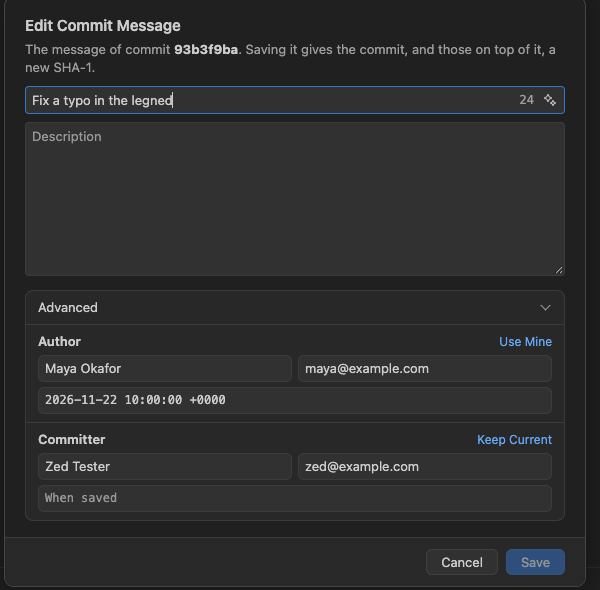 Edit Commit Message
The message of commit 93b3f9ba. Saving it gives the commit, and those on top of it, a
new SHA-1.
Fix a typo in the legned 24
Description
Advanced
Author Use Mine
Maya Okafor maya@example.com
2026-11-22 10:00:00 +0000
Committer Keep Current
Zed Tester zed@example.com
When saved
Cancel Save